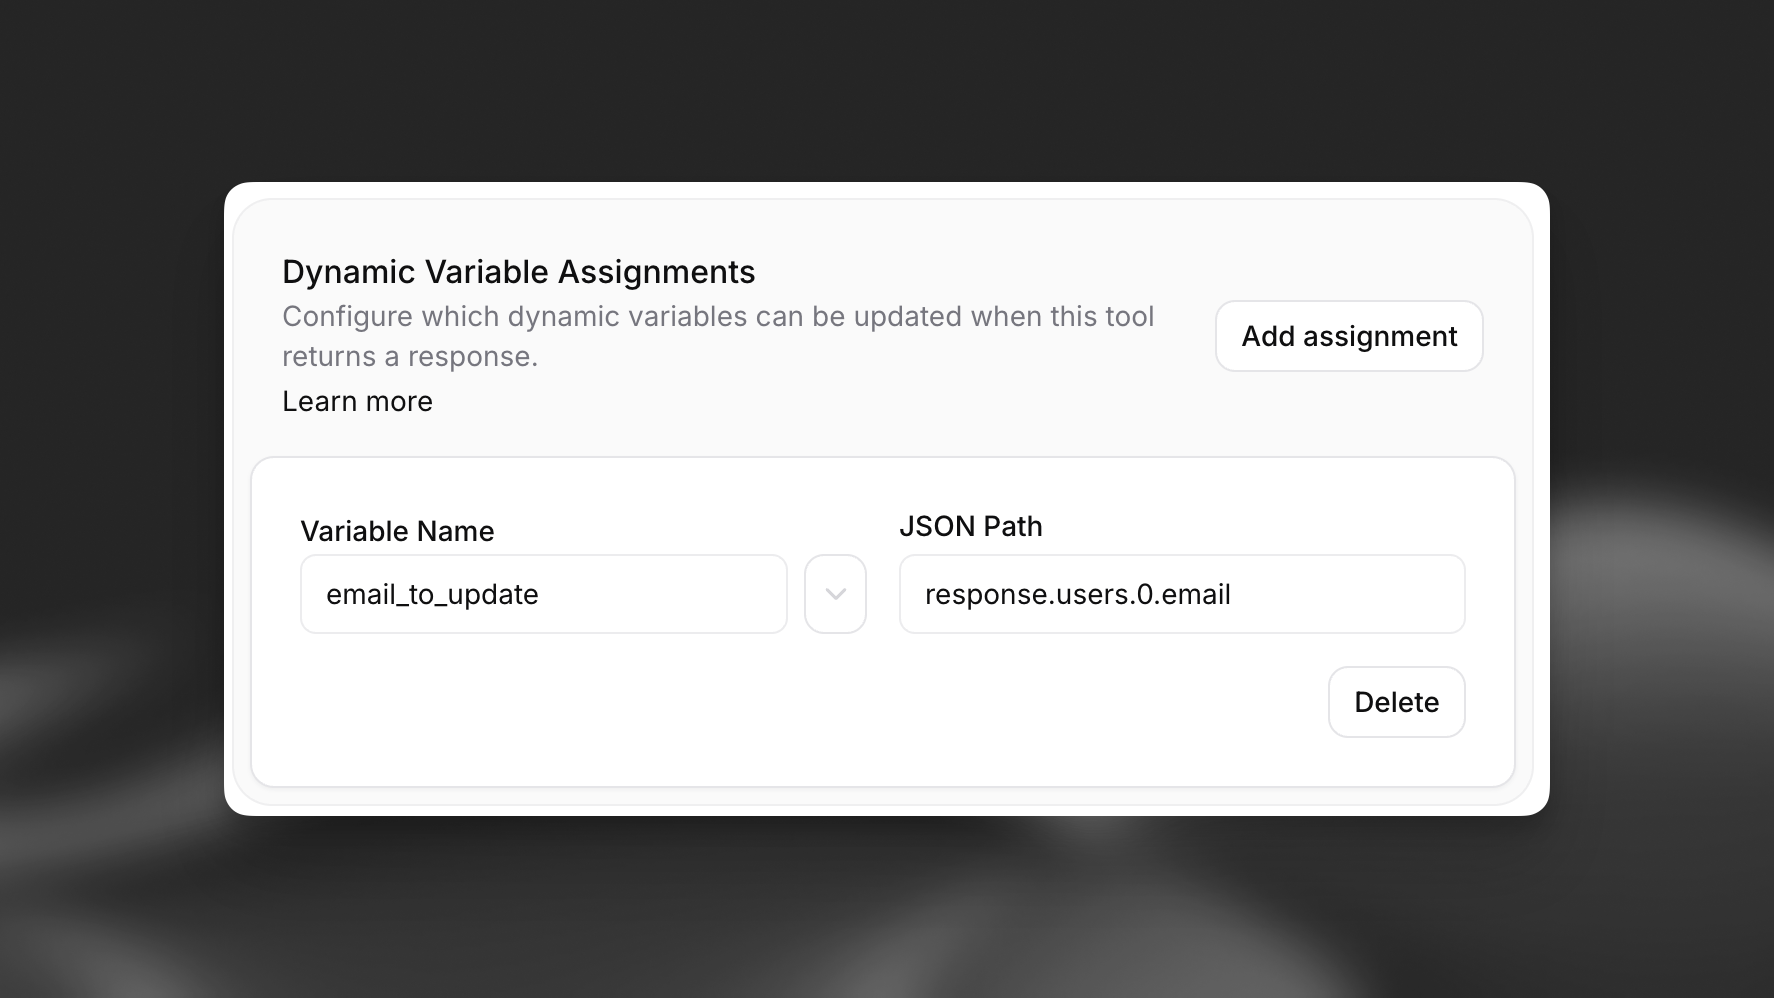 Dynamic Variable Assignments
Configure which dynamic variables can be updated when this tool
returns a response.
Learn more
Add assignment
Variable Name
email_to_update
JSON Path
response.users.0.email
Delete